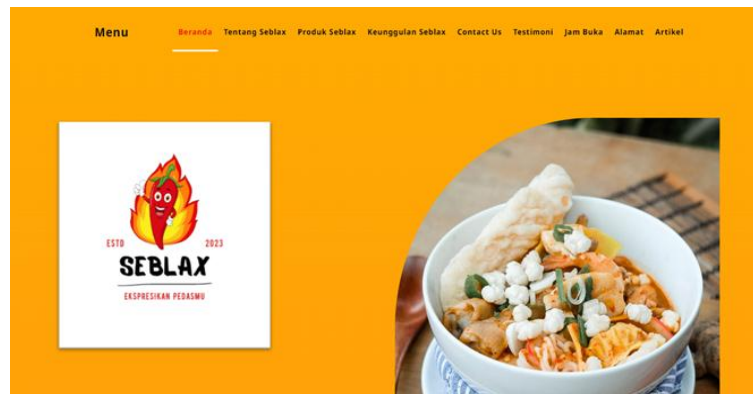 Menu Beranda Tentang Seblax Produk Seblax Keunggulan Seblax Contact Us Testimoni Jam Buka Alamat Artikel
ESTD 2023
SEBLAX
EKSPRESIKAN PEDASMU